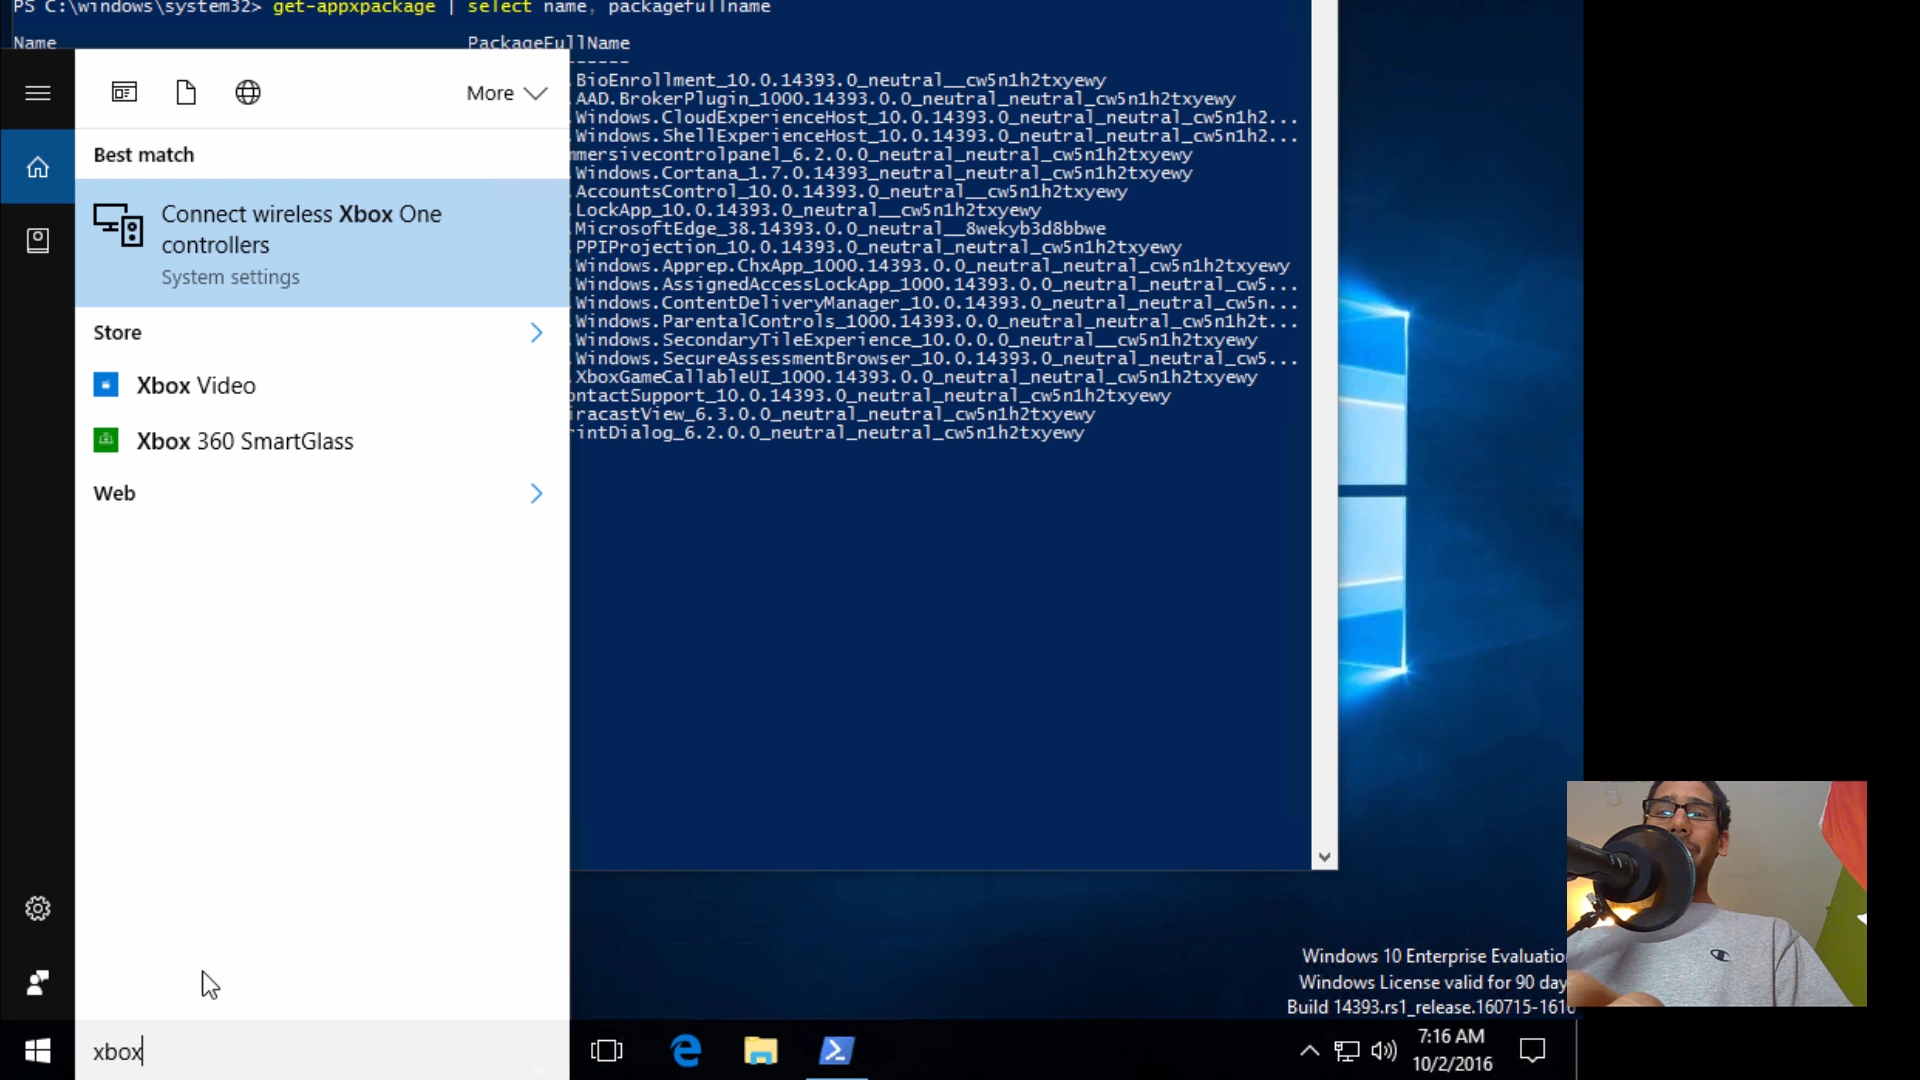 PS C:\windows\system32> get-appxpackage | select name, packagefullname
Name PackageFullName
------
.BioEnrollment_10.0.14393.0_neutral__cw5n1h2txyewy
.AAD.BrokerPlugin_1000.14393.0.0_neutral_neutral_cw5n1h2txyewy
.Windows.CloudExperienceHost_10.0.14393.0_neutral_neutral_cw5n1h2...
.Windows.ShellExperienceHost_10.0.14393.0_neutral_neutral_cw5n1h2...
mmersivecontrolpanel_6.2.0.0_neutral_neutral_cw5n1h2txyewy
.Windows.Cortana_1.7.0.14393_neutral_neutral_cw5n1h2txyewy
.AccountsControl_10.0.14393.0_neutral__cw5n1h2txyewy
.LockApp_10.0.14393.0_neutral__cw5n1h2txyewy
.MicrosoftEdge_38.14393.0.0_neutral__8wekyb3d8bbwe
.PPIProjection_10.0.14393.0_neutral_neutral_cw5n1h2txyewy
.Windows.Apprep.ChxApp_1000.14393.0.0_neutral_neutral_cw5n1h2txyewy
.Windows.AssignedAccessLockApp_1000.14393.0.0_neutral_neutral_cw5...
.Windows.ContentDeliveryManager_10.0.14393.0_neutral_neutral_cw5n...
.Windows.ParentalControls_1000.14393.0.0_neutral_neutral_cw5n1h2t...
.Windows.SecondaryTileExperience_10.0.0.0_neutral__cw5n1h2txyewy
.Windows.SecureAssessmentBrowser_10.0.14393.0_neutral_neutral_cw5...
.XboxGameCallableUI_1000.14393.0.0_neutral_neutral_cw5n1h2txyewy
ontactSupport_10.0.14393.0_neutral_neutral_cw5n1h2txyewy
iracastView_6.3.0.0_neutral_neutral_cw5n1h2txyewy
rintDialog_6.2.0.0_neutral_neutral_cw5n1h2txyewy
More
Best match
Connect wireless Xbox One
controllers
System settings
Store
Xbox Video
Xbox 360 SmartGlass
Web
xbox
Windows 10 Enterprise Evaluatio
Windows License valid for 90 day
Build 14393.rs1_release.160715-1616
7:16 AM
10/2/2016